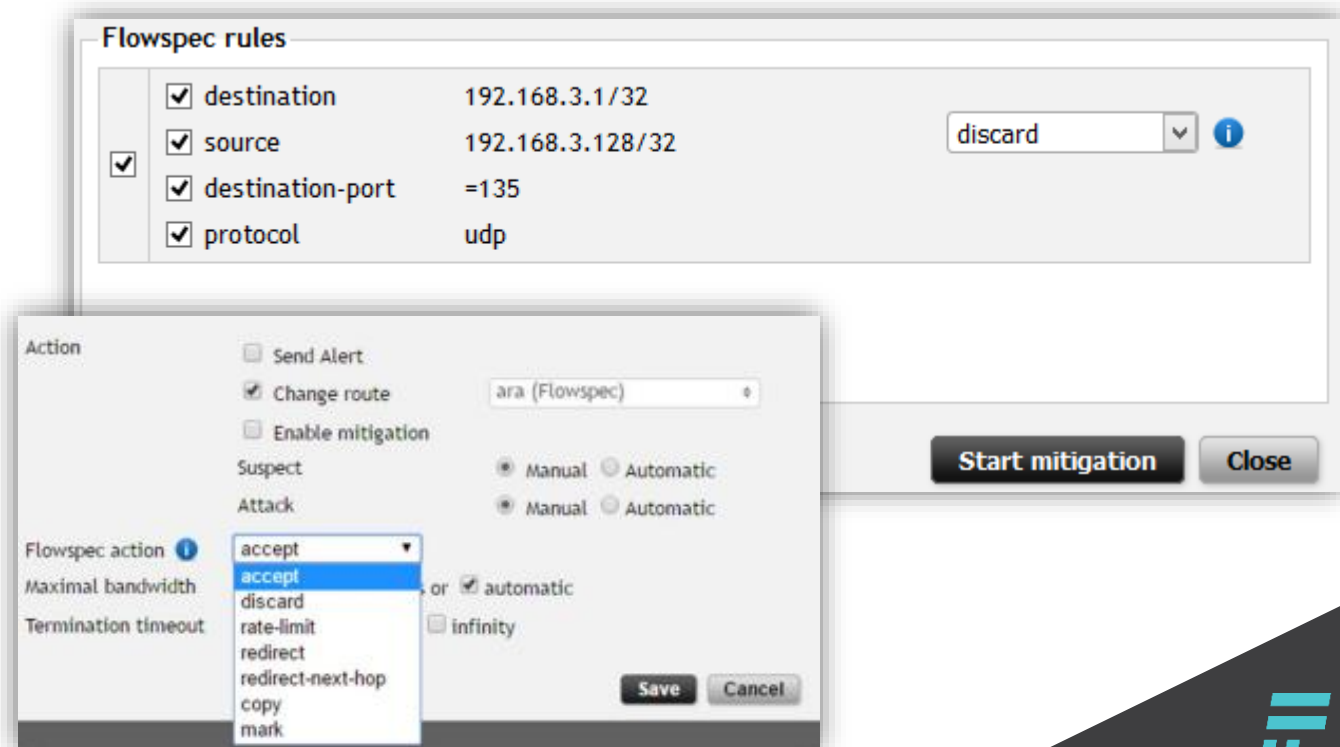 Flowspec rules
destination 192.168.3.1/32
source 192.168.3.128/32
destination-port =135
protocol udp
discard
Start mitigation Close
Action
Send Alert
Change route ara (Flowspec)
Enable mitigation
Suspect Manual Automatic
Attack Manual Automatic
Flowspec action accept
Maximal bandwidth or automatic
Termination timeout infinity
accept
discard
rate-limit
redirect
redirect-next-hop
copy
mark
Save Cancel